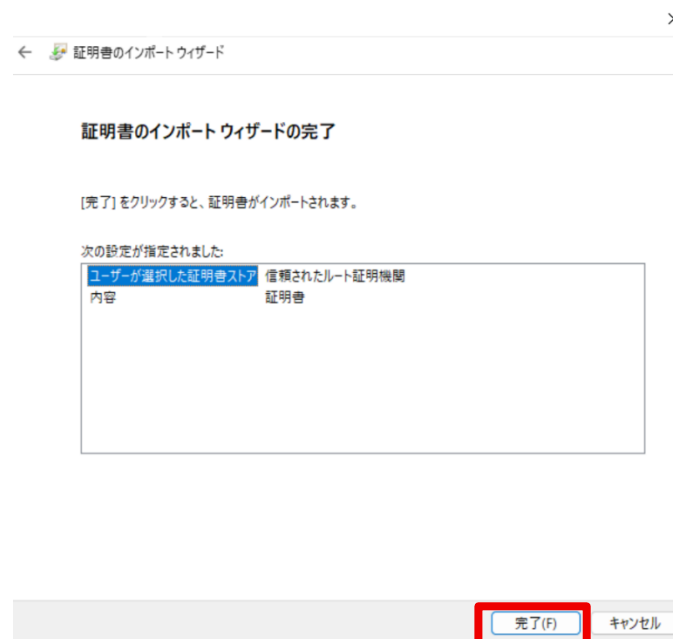 証明書のインポート ウィザード
証明書のインポート ウィザードの完了
[完了] をクリックすると、証明書がインポートされます。
次の設定が指定されました:
ユーザーが選択した証明書ストア 信頼されたルート証明機関
内容 証明書
完了(F) キャンセル